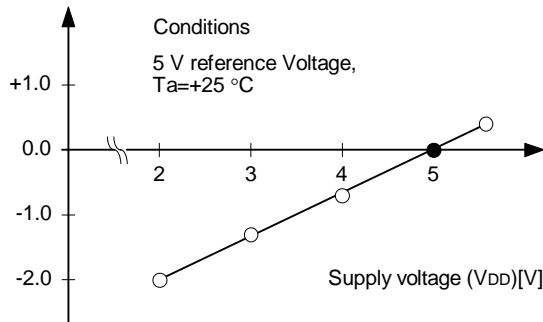 Conditions
5 V reference Voltage,
Ta=+25 °C
+1.0
0.0
2 3 4 5
-1.0
-2.0
Supply voltage (VDD)[V]